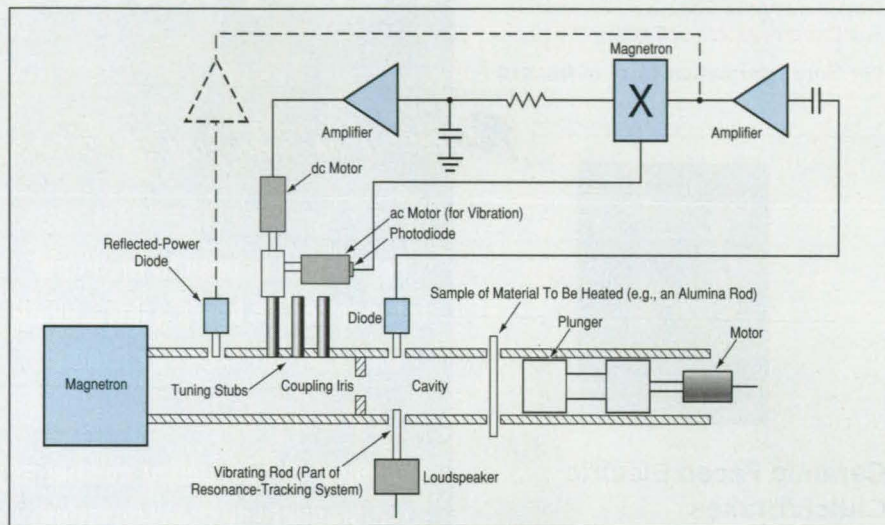 Magnetron
X
Amplifier
Amplifier
dc Motor
ac Motor (for Vibration)
Photodiode
Reflected-Power
Diode
Diode
Sample of Material To Be Heated (e.g., an Alumina Rod)
Plunger
Motor
Magnetron
Tuning Stubs
Coupling Iris
Cavity
Vibrating Rod (Part of
Resonance-Tracking System)
Loudspeaker